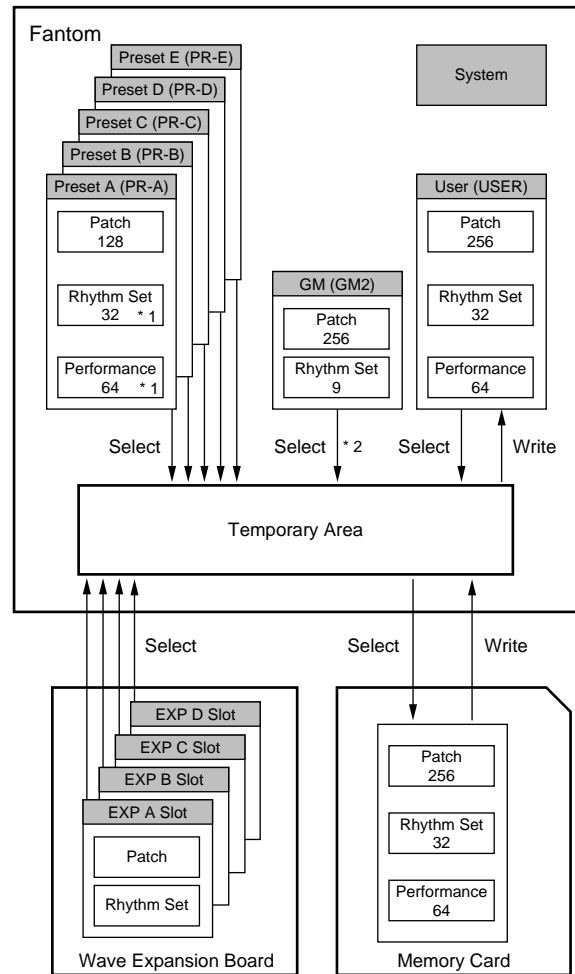 Fantom
Preset E (PR-E)
Preset D (PR-D)
Preset C (PR-C)
Preset B (PR-B)
Preset A (PR-A)
Patch
128
Rhythm Set
32 * 1
Performance
64 * 1
System
GM (GM2)
Patch
256
Rhythm Set
9
User (USER)
Patch
256
Rhythm Set
32
Performance
64
Select
Select * 2
Select
Write
Temporary Area
Select
Select
Write
EXP D Slot
EXP C Slot
EXP B Slot
EXP A Slot
Patch
Rhythm Set
Wave Expansion Board
Patch
256
Rhythm Set
32
Performance
64
Memory Card